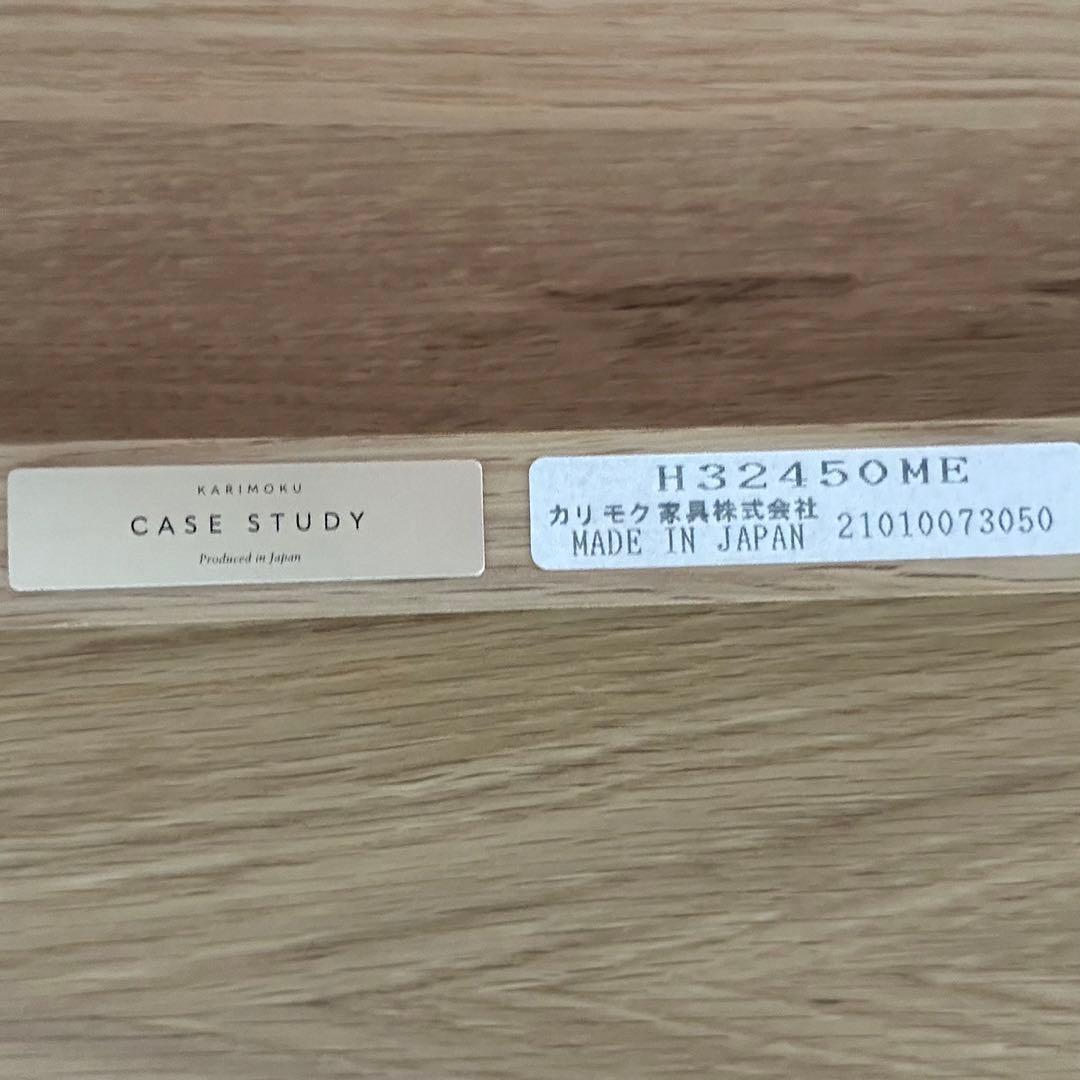 KARIMOKU
CASE STUDY
Produced in Japan
H32450ME
カリモク家具株式会社 21010073050
MADE IN JAPAN